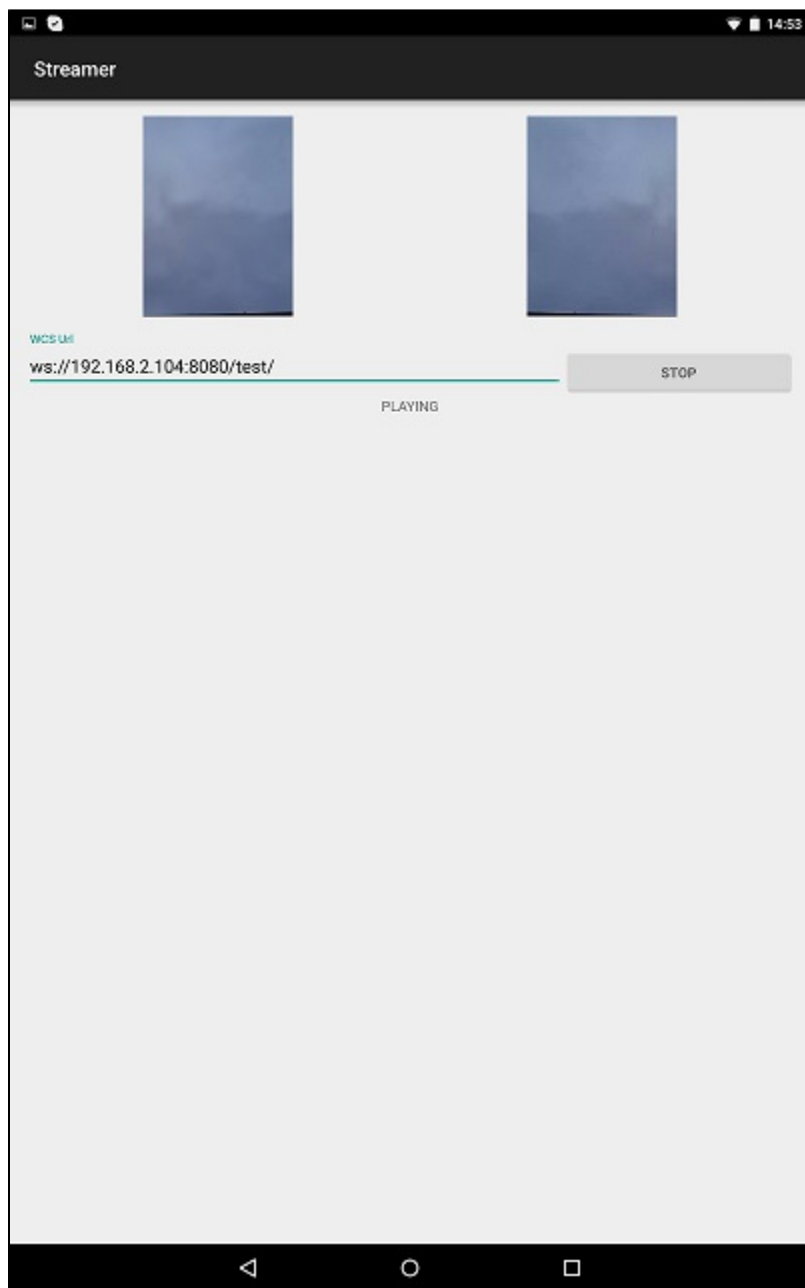 14:53
Streamer
WCS Url
ws://192.168.2.104:8080/test/
STOP
PLAYING